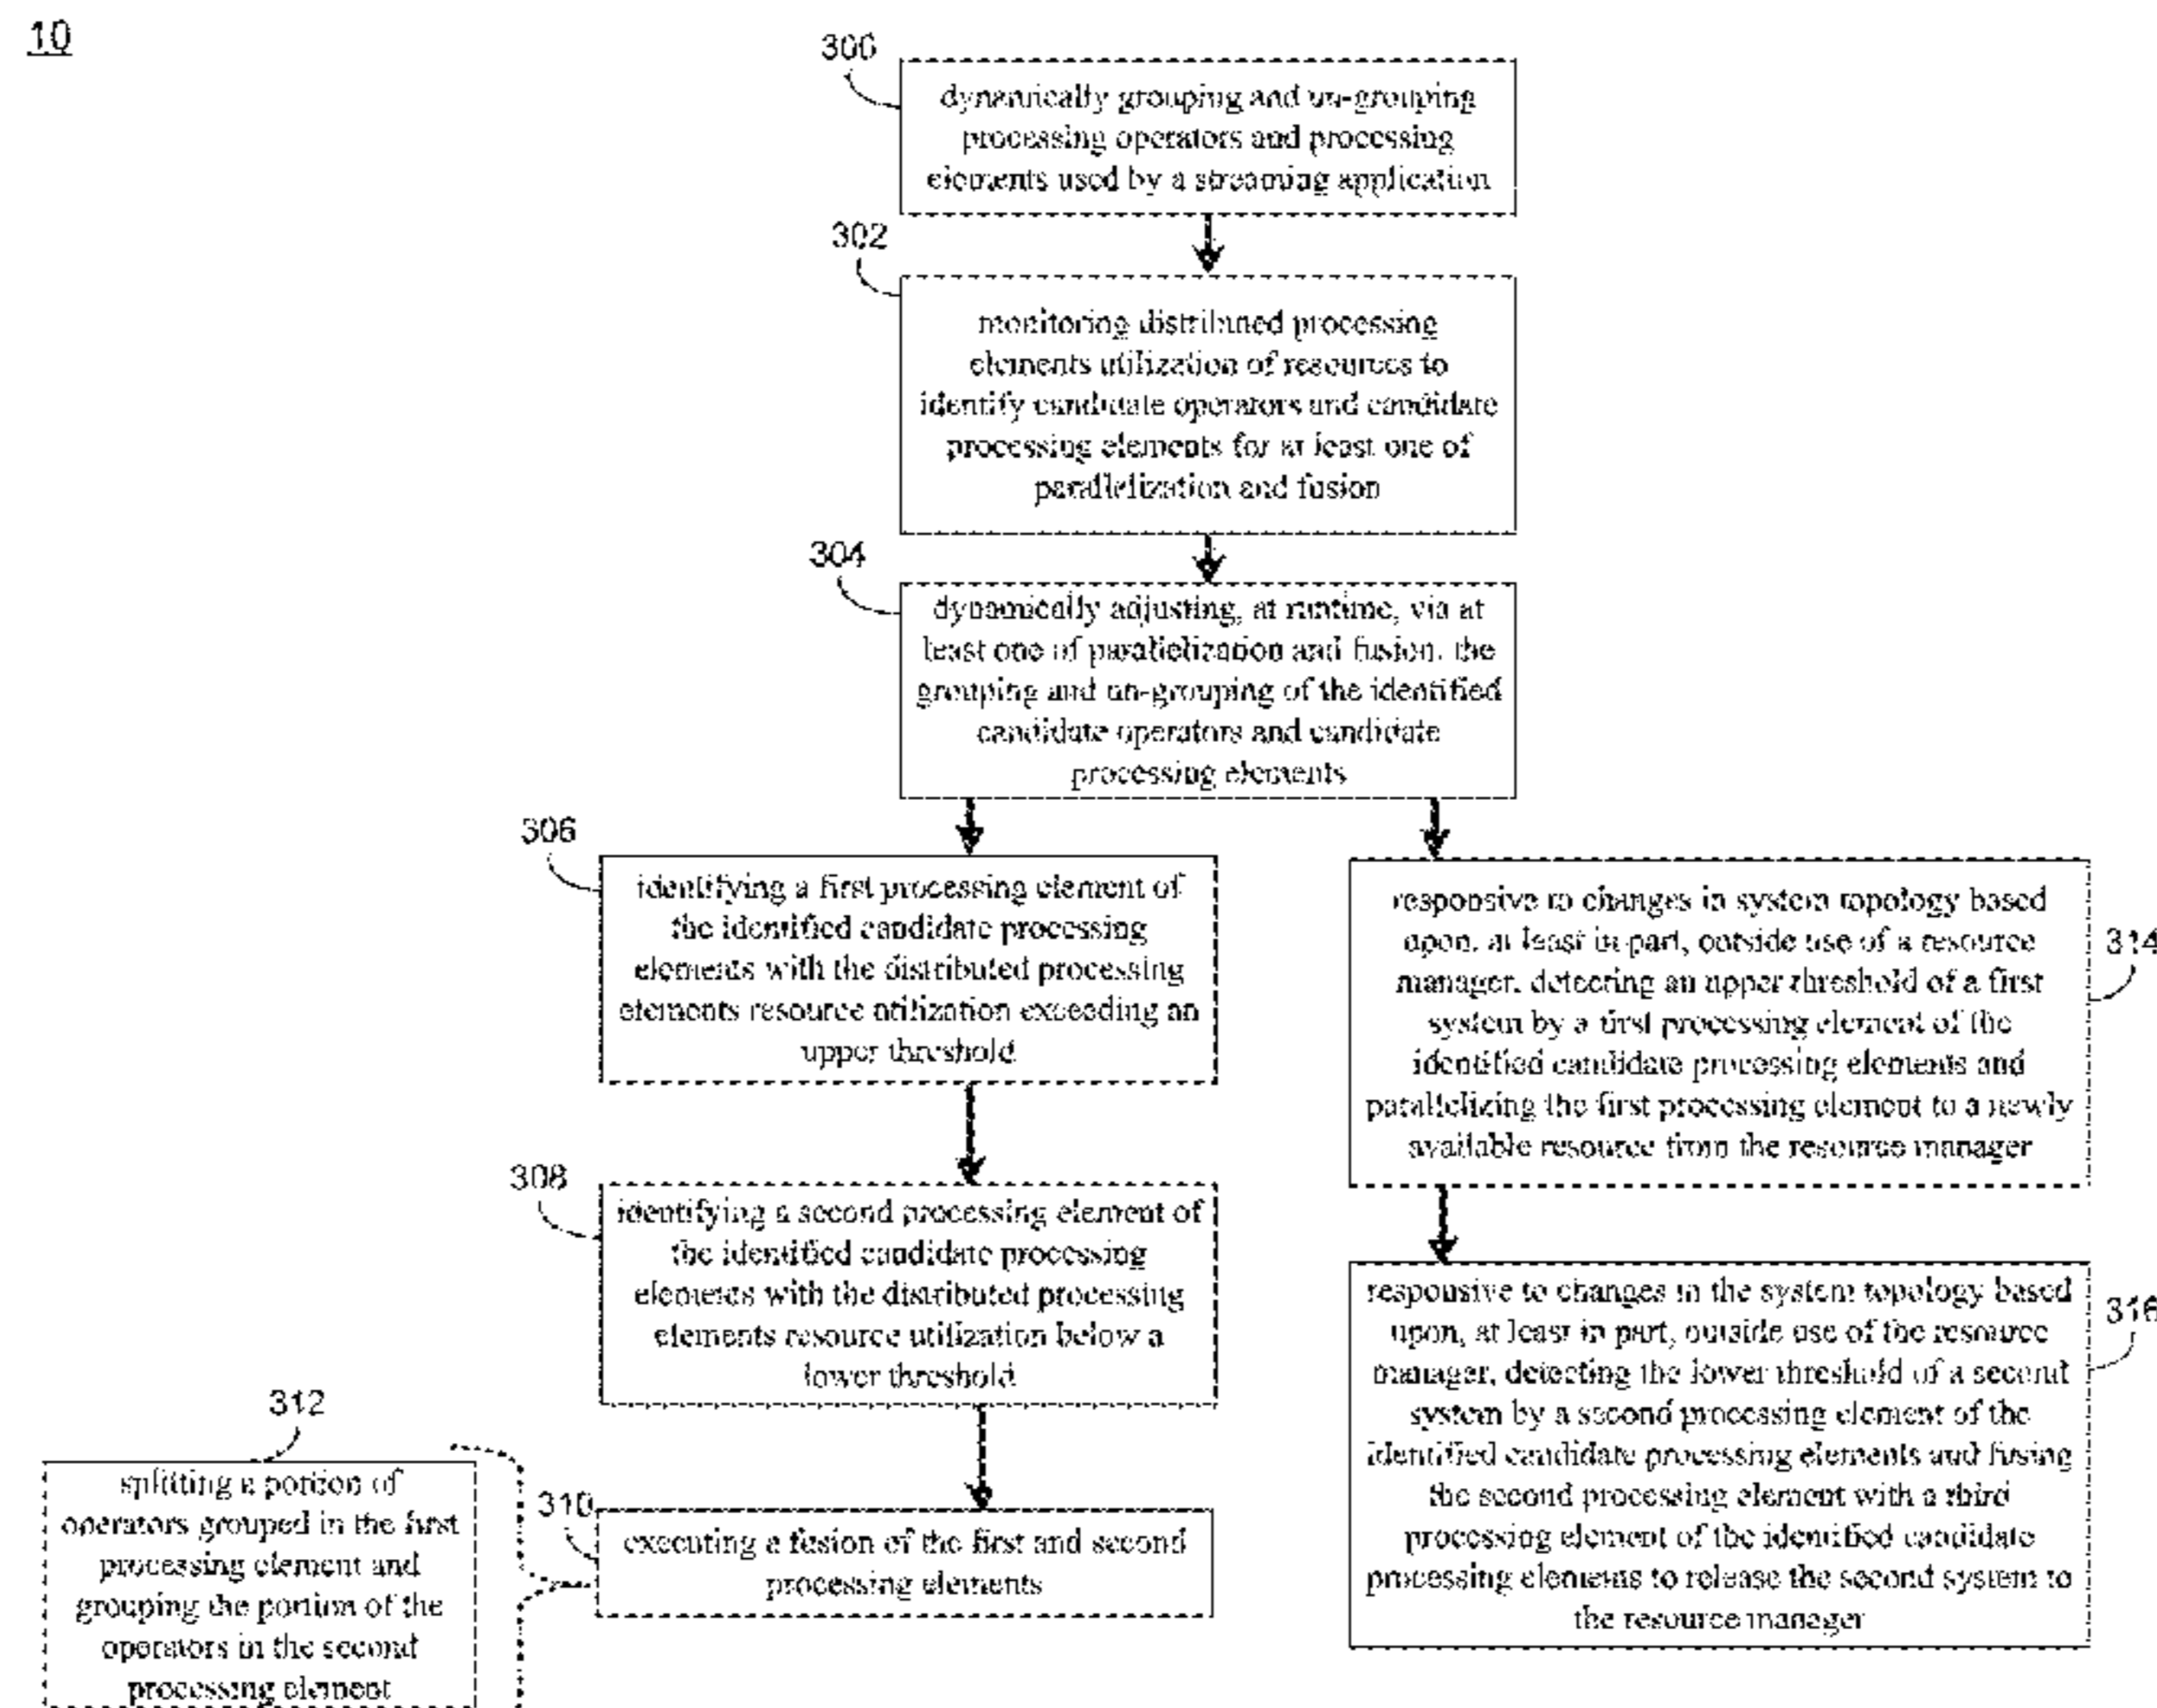 10
300
dynamically grouping and un-grouping
processing operators and processing
elements used by a streaming application
302
monitoring distributed processing
elements utilization of resources to
identify candidate operators and candidate
processing elements for at least one of
parallelization and fusion
304
dynamically adjusting, at runtime, via at
least one of parallelization and fusion, the
grouping and un-grouping of the identified
candidate operators and candidate
processing elements
306
identifying a first processing element of
the identified candidate processing
elements with the distributed processing
elements resource utilization exceeding an
upper threshold
308
identifying a second processing element of
the identified candidate processing
elements with the distributed processing
elements resource utilization below a
lower threshold
310
executing a fusion of the first and second
processing elements
312
splitting a portion of
operators grouped in the first
processing element and
grouping the portion of the
operators in the second
processing element
314
responsive to changes in system topology based
upon, at least in part, outside use of a resource
manager, detecting an upper threshold of a first
system by a first processing element of the
identified candidate processing elements and
parallelizing the first processing element to a newly
available resource from the resource manager
316
responsive to changes in the system topology based
upon, at least in part, outside use of the resource
manager, detecting the lower threshold of a second
system by a second processing element of the
identified candidate processing elements and fusing
the second processing element with a third
processing element of the identified candidate
processing elements to release the second system to
the resource manager